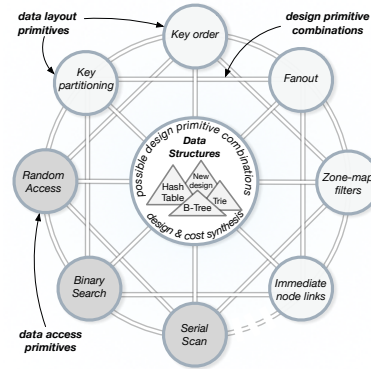 data layout
primitives
design primitive
combinations
Key order
Key
partitioning
Fanout
possible design primitive combinations
Data
Structures
Random
Access
Hash
Table
New
design
Trie
B-Tree
Zone-map
filters
design & cost synthesis
Binary
Search
Immediate
node links
Serial
Scan
data access
primitives